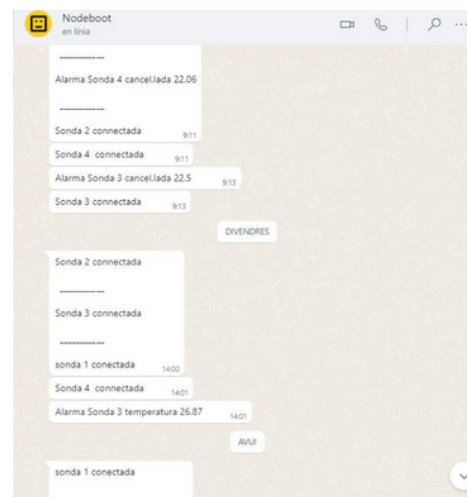 Nodeboot
en línia
------------
Alarma Sonda 4 cancel.lada 22.06
------------
Sonda 2 connectada
9:11
Sonda 4 connectada
9:11
Alarma Sonda 3 cancel.lada 22.5
9:13
Sonda 3 connectada
9:13
DIVENDRES
Sonda 2 connectada
------------
Sonda 3 connectada
------------
sonda 1 conectada
14:00
Sonda 4 connectada
14:01
Alarma Sonda 3 temperatura 26.87
14:01
AVUI
sonda 1 conectada